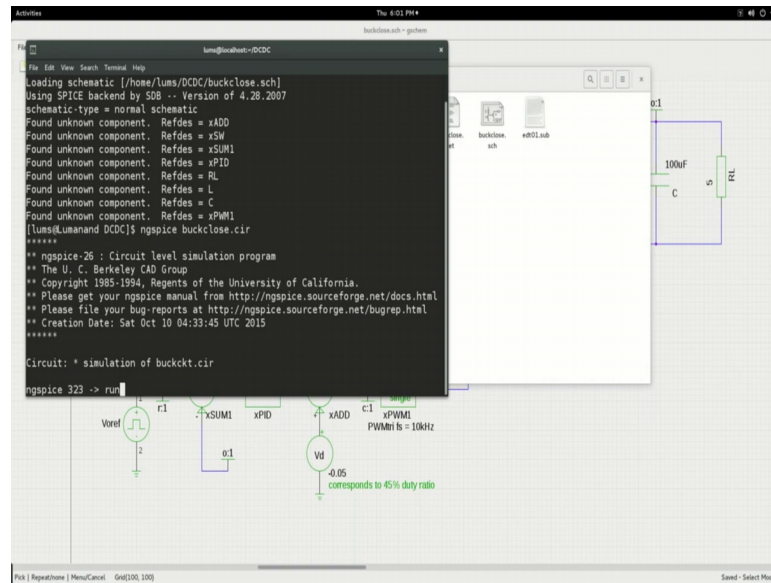 Activities
Thu 6:01 PM
buckclose.sch - gschem
lums@localhost:~/DCDC
File Edit View Search Terminal Help
Loading schematic [/home/lums/DCDC/buckclose.sch]
Using SPICE backend by SDB -- Version of 4.28.2007
schematic-type = normal schematic
Found unknown component.  Refdes = xADD
Found unknown component.  Refdes = xSW
Found unknown component.  Refdes = xSUM1
Found unknown component.  Refdes = xPID
Found unknown component.  Refdes = RL
Found unknown component.  Refdes = L
Found unknown component.  Refdes = C
Found unknown component.  Refdes = xPWM1
[lums@Lumanand DCDC]$ ngspice buckclose.cir
******
** ngspice-26 : Circuit level simulation program
** The U. C. Berkeley CAD Group
** Copyright 1985-1994, Regents of the University of California.
** Please get your ngspice manual from http://ngspice.sourceforge.net/docs.html
** Please file your bug-reports at http://ngspice.sourceforge.net/bugrep.html
** Creation Date: Sat Oct 10 04:33:45 UTC 2015
******
Circuit: * simulation of buckckt.cir
ngspice 323 -> run
buckclose.
sch
edt01.sub
o:1
100uF
C
5
RL
single
1
r:1
xSUM1
xPID
xADD
c:1
xPWM1
PWMtri fs = 10kHz
Voref
2
o:1
Vd
-0.05
corresponds to 45% duty ratio
Pick | Repeat/none | Menu/Cancel
Grid(100, 100)
Saved - Select Mo